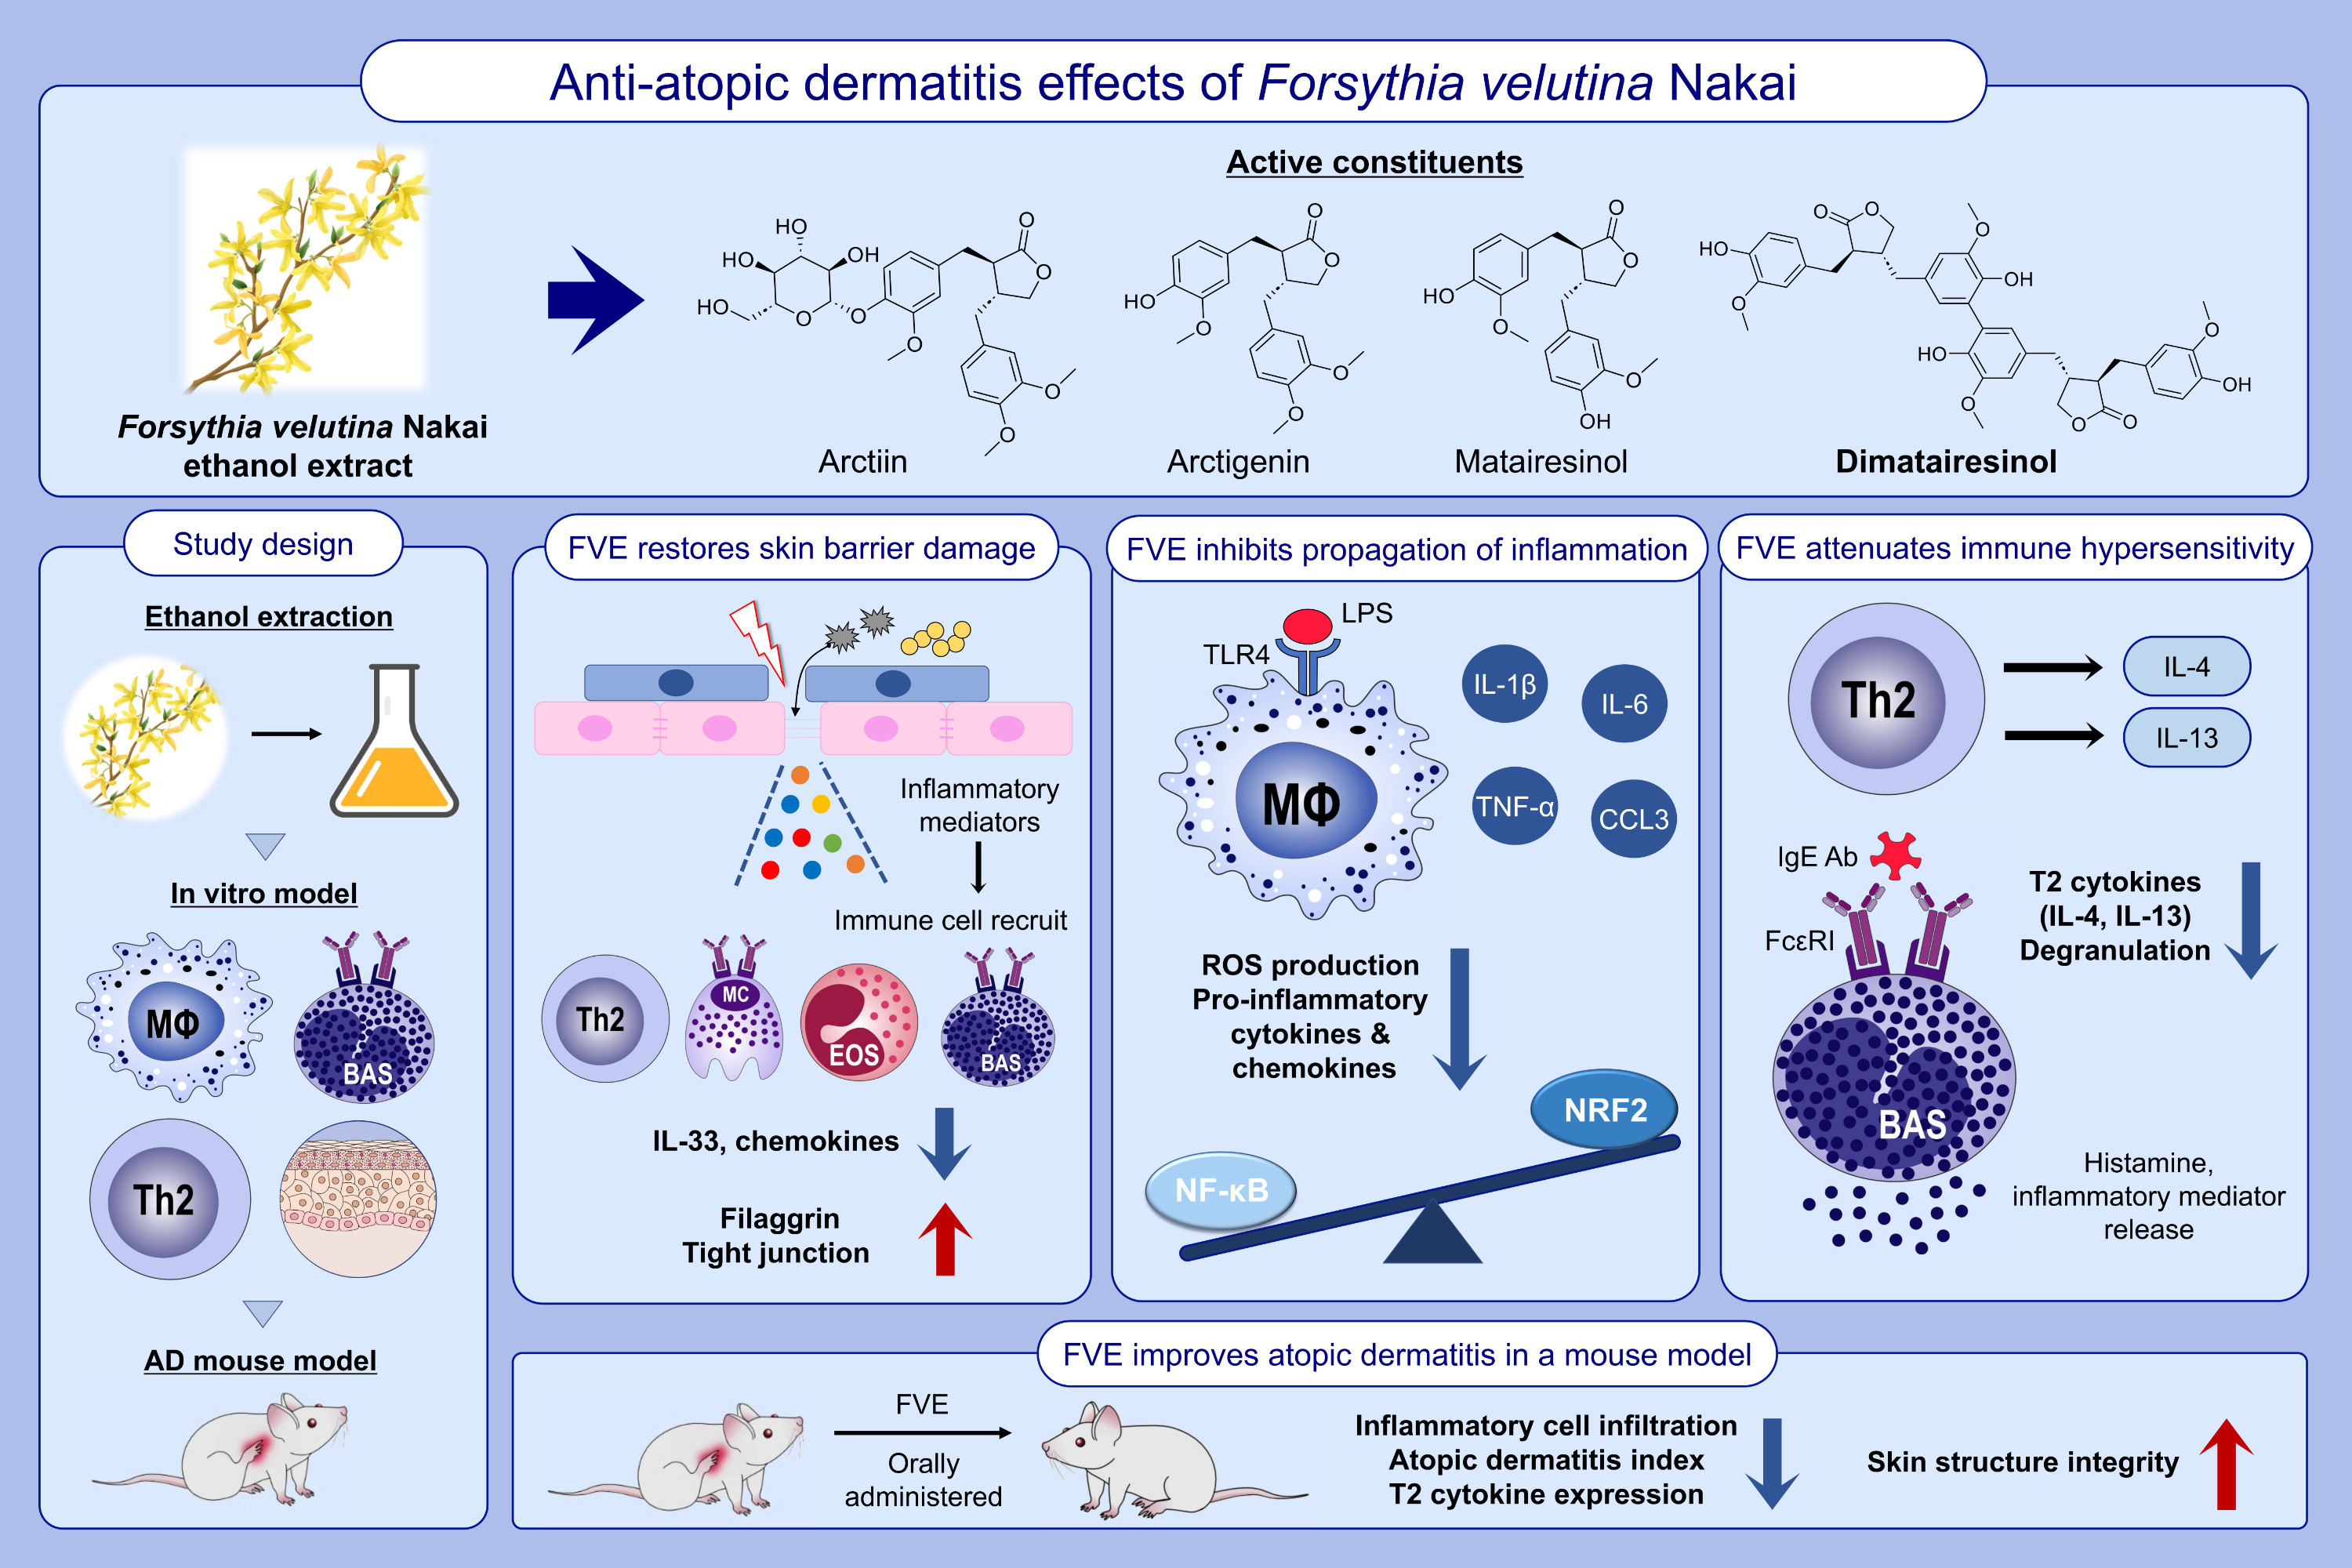 Anti-atopic dermatitis effects of Forsythia velutina Nakai
Forsythia velutina Nakai
ethanol extract
Active constituents
HO
HO
OH
HO
O
O
O
O
O
O
O
Arctiin
O
O
HO
O
O
O
Arctigenin
O
O
HO
O
O
OH
Matairesinol
O
O
HO
O
O
OH
HO
O
O
O
O
OH
Dimatairesinol
Study design
Ethanol extraction
In vitro model
MΦ
BAS
Th2
AD mouse model
FVE restores skin barrier damage
Inflammatory
mediators
Immune cell recruit
Th2
MC
EOS
BAS
IL-33, chemokines
Filaggrin
Tight junction
FVE inhibits propagation of inflammation
LPS
TLR4
MΦ
IL-1β
IL-6
TNF-α
CCL3
ROS production
Pro-inflammatory
cytokines &
chemokines
NRF2
NF-κB
FVE attenuates immune hypersensitivity
Th2
IL-4
IL-13
IgE Ab
FcεRI
T2 cytokines
(IL-4, IL-13)
Degranulation
BAS
Histamine,
inflammatory mediator
release
FVE improves atopic dermatitis in a mouse model
FVE
Orally
administered
Inflammatory cell infiltration
Atopic dermatitis index
T2 cytokine expression
Skin structure integrity